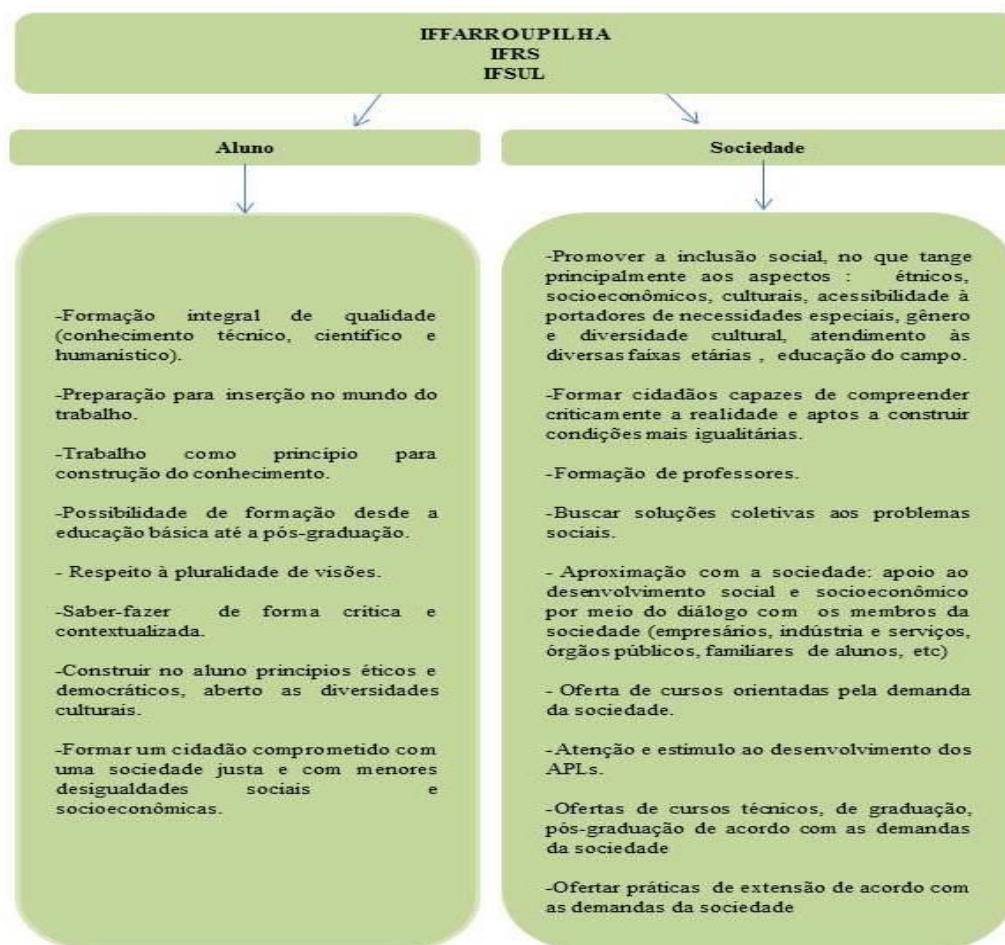 IFFARROUPILHA
IFRS
IFSUL
Aluno
Sociedade
-Formação integral de qualidade
(conhecimento técnico, científico e
humanístico).
-Preparação para inserção no mundo do
trabalho.
-Trabalho como princípio para
construção do conhecimento.
-Possibilidade de formação desde a
educação básica até a pós-graduação.
- Respeito à pluralidade de visões.
-Saber-fazer de forma crítica e
contextualizada.
-Construir no aluno princípios éticos e
democráticos, aberto as diversidades
culturais.
-Formar um cidadão comprometido com
uma sociedade justa e com menores
desigualdades sociais e
socioeconômicas.
-Promover a inclusão social, no que tange
principalmente aos aspectos : étnicos,
socioeconômicos, culturais, acessibilidade à
portadores de necessidades especiais, gênero
e diversidade cultural, atendimento às
diversas faixas etárias , educação do campo.
-Formar cidadãos capazes de compreender
criticamente a realidade e aptos a construir
condições mais igualitárias.
-Formação de professores.
-Buscar soluções coletivas aos problemas
sociais.
- Aproximação com a sociedade: apoio ao
desenvolvimento social e socioeconômico
por meio do diálogo com os membros da
sociedade (empresários, indústria e serviços,
órgãos públicos, familiares de alunos, etc)
- Oferta de cursos orientadas pela demanda
da sociedade.
-Atenção e estímulo ao desenvolvimento dos
APLs.
-Ofertas de cursos técnicos, de graduação,
pós-graduação de acordo com as demandas
da sociedade
-Ofertar práticas de extensão de acordo com
as demandas da sociedade